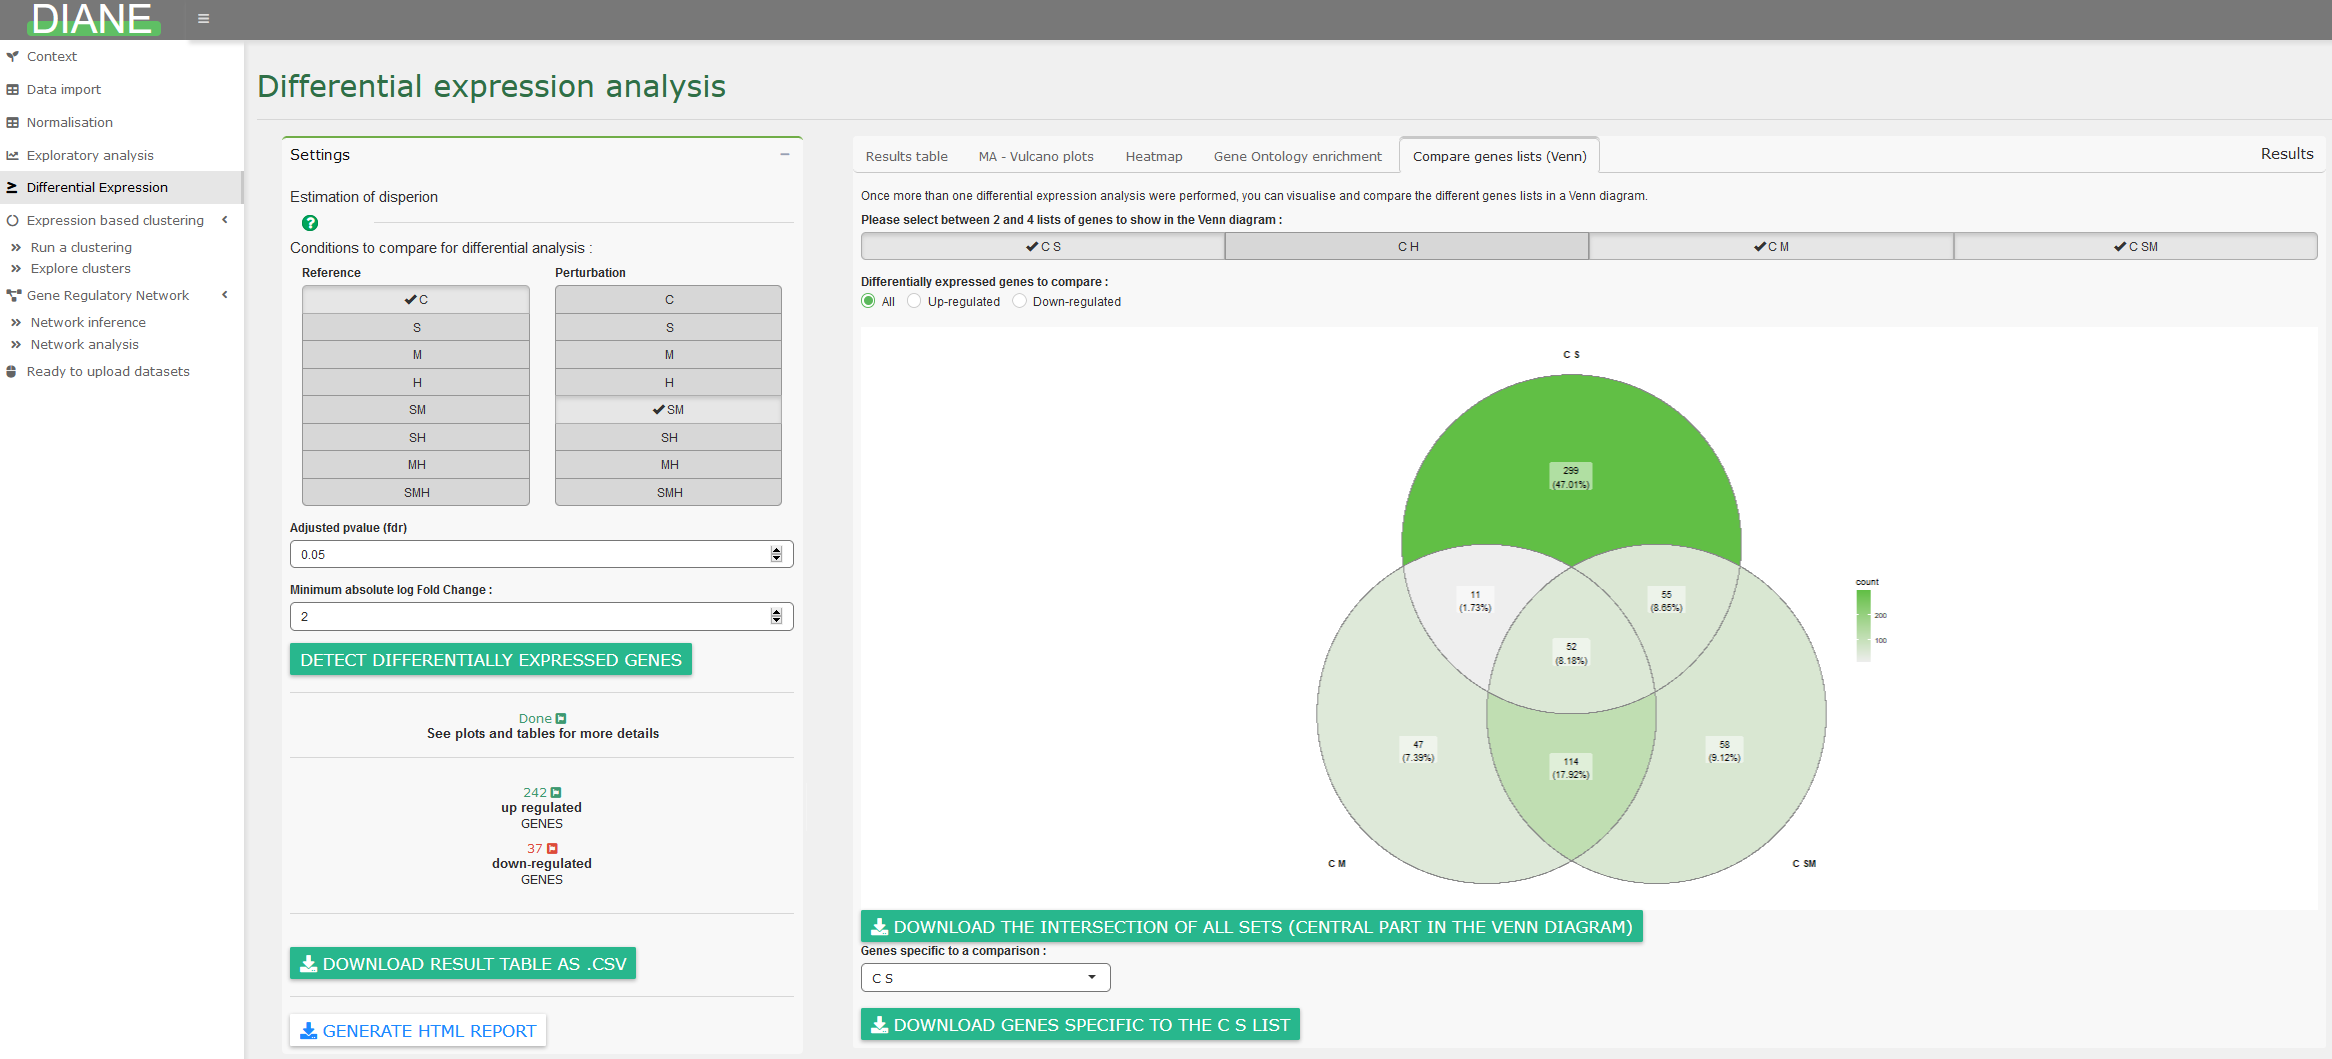 DIANE
Context
Data import
Normalisation
Exploratory analysis
Differential Expression
Expression based clustering
Run a clustering
Explore clusters
Gene Regulatory Network
Network inference
Network analysis
Ready to upload datasets
Differential expression analysis
Settings
Estimation of disperion
Conditions to compare for differential analysis :
Reference
C
S
M
H
SM
SH
MH
SMH
Perturbation
C
S
M
H
SM
SH
MH
SMH
Adjusted pvalue (fdr)
0.05
Minimum absolute log Fold Change :
2
DETECT DIFFERENTIALLY EXPRESSED GENES
Done
See plots and tables for more details
242
up regulated
GENES
37
down-regulated
GENES
DOWNLOAD RESULT TABLE AS .CSV
GENERATE HTML REPORT
Results table MA - Vulcano plots Heatmap Gene Ontology enrichment Compare genes lists (Venn) Results
Once more than one differential expression analysis were performed, you can visualise and compare the different genes lists in a Venn diagram.
Please select between 2 and 4 lists of genes to show in the Venn diagram :
C S C H C M C SM
Differentially expressed genes to compare :
All Up-regulated Down-regulated
C S
299
(47.01%)
11
(1.73%)
55
(8.65%)
52
(8.18%)
47
(7.39%)
114
(17.92%)
58
(9.12%)
C M
C SM
count
200
100
DOWNLOAD THE INTERSECTION OF ALL SETS (CENTRAL PART IN THE VENN DIAGRAM)
Genes specific to a comparison :
C S
DOWNLOAD GENES SPECIFIC TO THE C S LIST